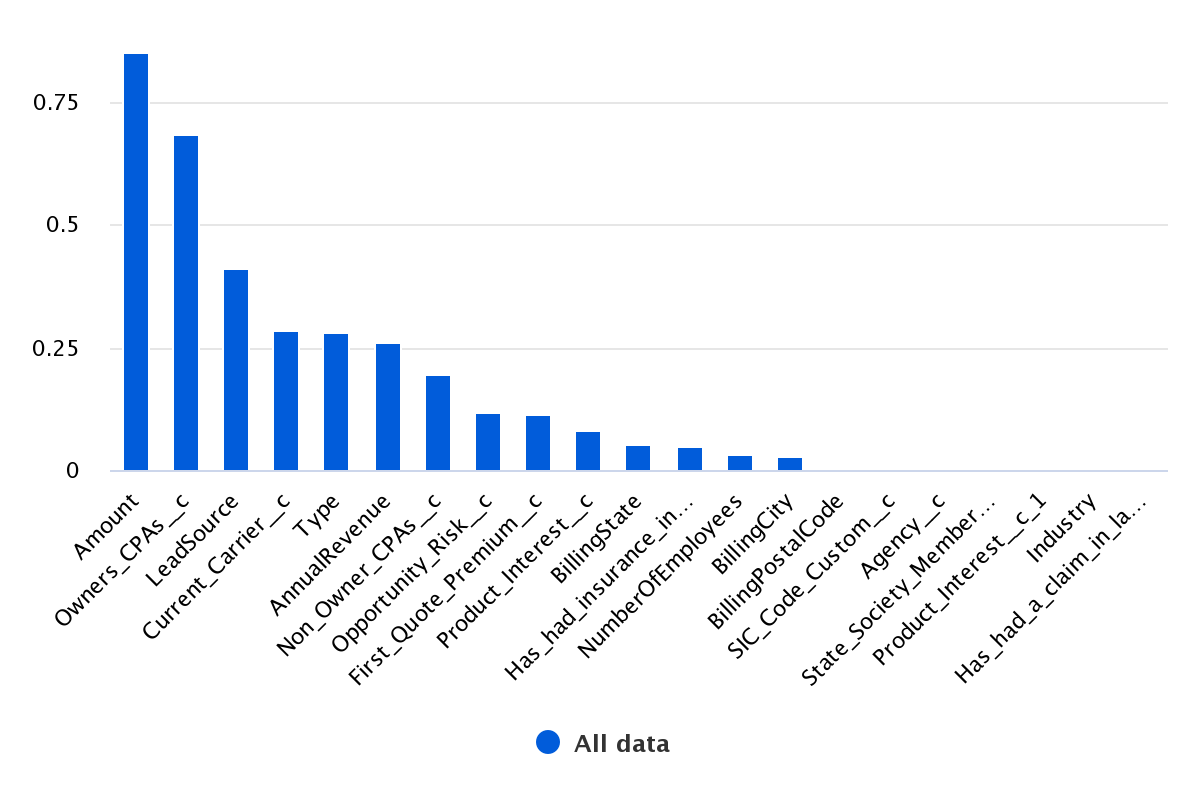 0.75
0.5
0.25
0
Amount
Owners_CPAs__c
LeadSource
Current_Carrier__c
Type
AnnualRevenue
Non_Owner_CPAs__c
Opportunity_Risk__c
First_Quote_Premium__c
Product_Interest__c
BillingState
Has_had_insurance_in...
NumberOfEmployees
BillingCity
BillingPostalCode
SIC_Code_Custom__c
Agency__c
State_Society_Member...
Product_Interest__c_1
Industry
Has_had_a_claim_in_la...
All data